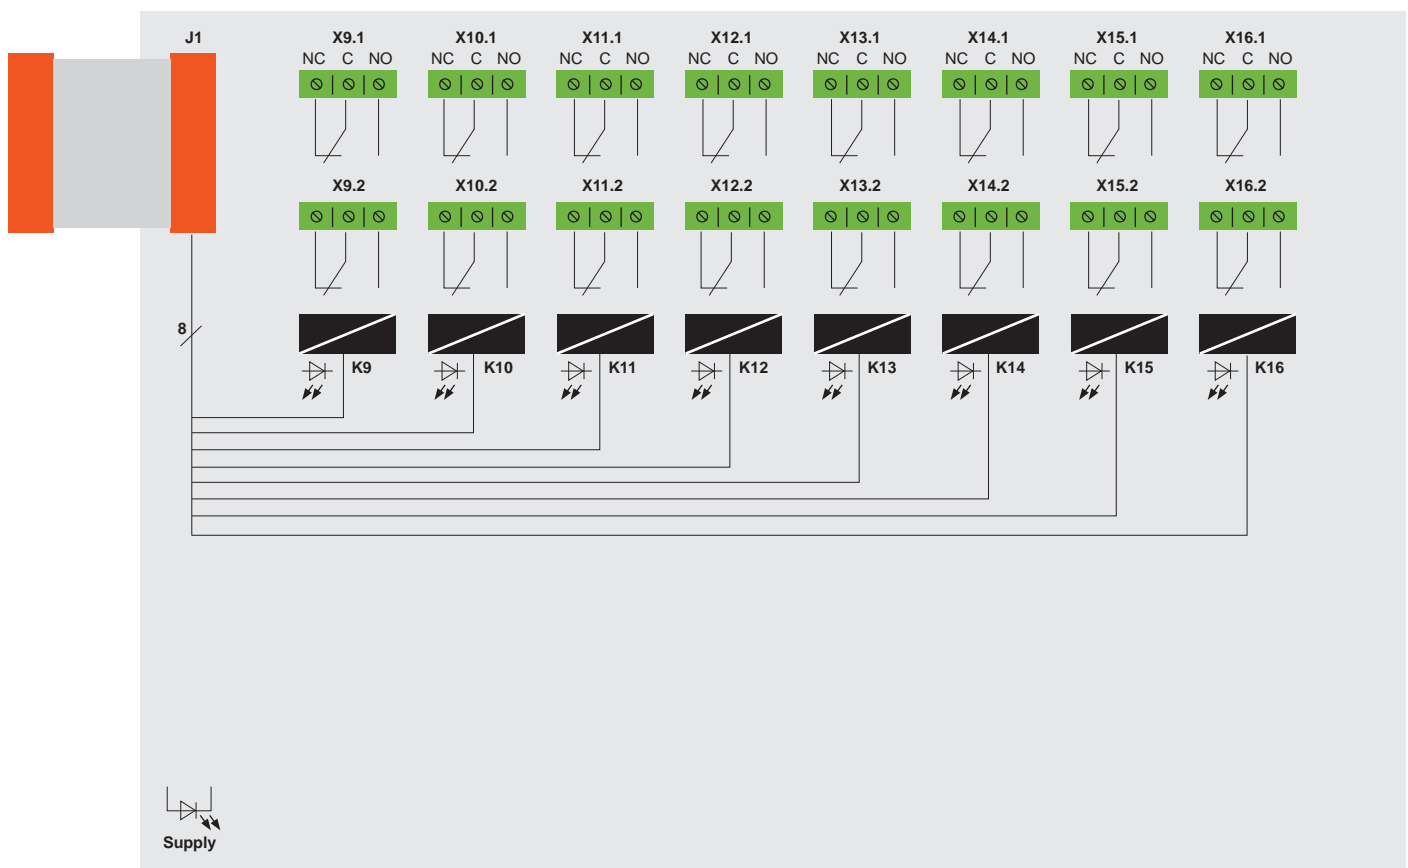 J1 X9.1 X10.1 X11.1 X12.1 X13.1 X14.1 X15.1 X16.1
NC C NO NC C NO NC C NO NC C NO NC C NO NC C NO NC C NO NC C NO
X9.2 X10.2 X11.2 X12.2 X13.2 X14.2 X15.2 X16.2
8
K9 K10 K11 K12 K13 K14 K15 K16
Supply